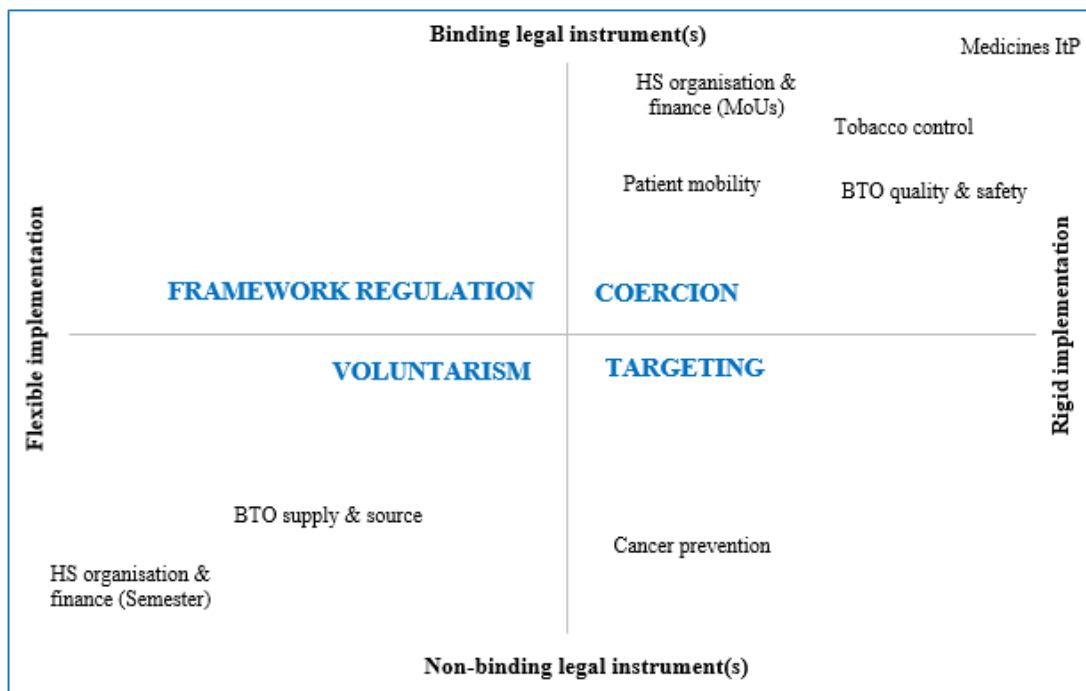 Binding legal instrument(s)
Medicines ItP
HS organisation &
finance (MoUs)
Tobacco control
Patient mobility
BTO quality & safety
Flexible implementation
Rigid implementation
FRAMEWORK REGULATION
COERCION
VOLUNTARISM
TARGETING
BTO supply & source
Cancer prevention
HS organisation &
finance (Semester)
Non-binding legal instrument(s)